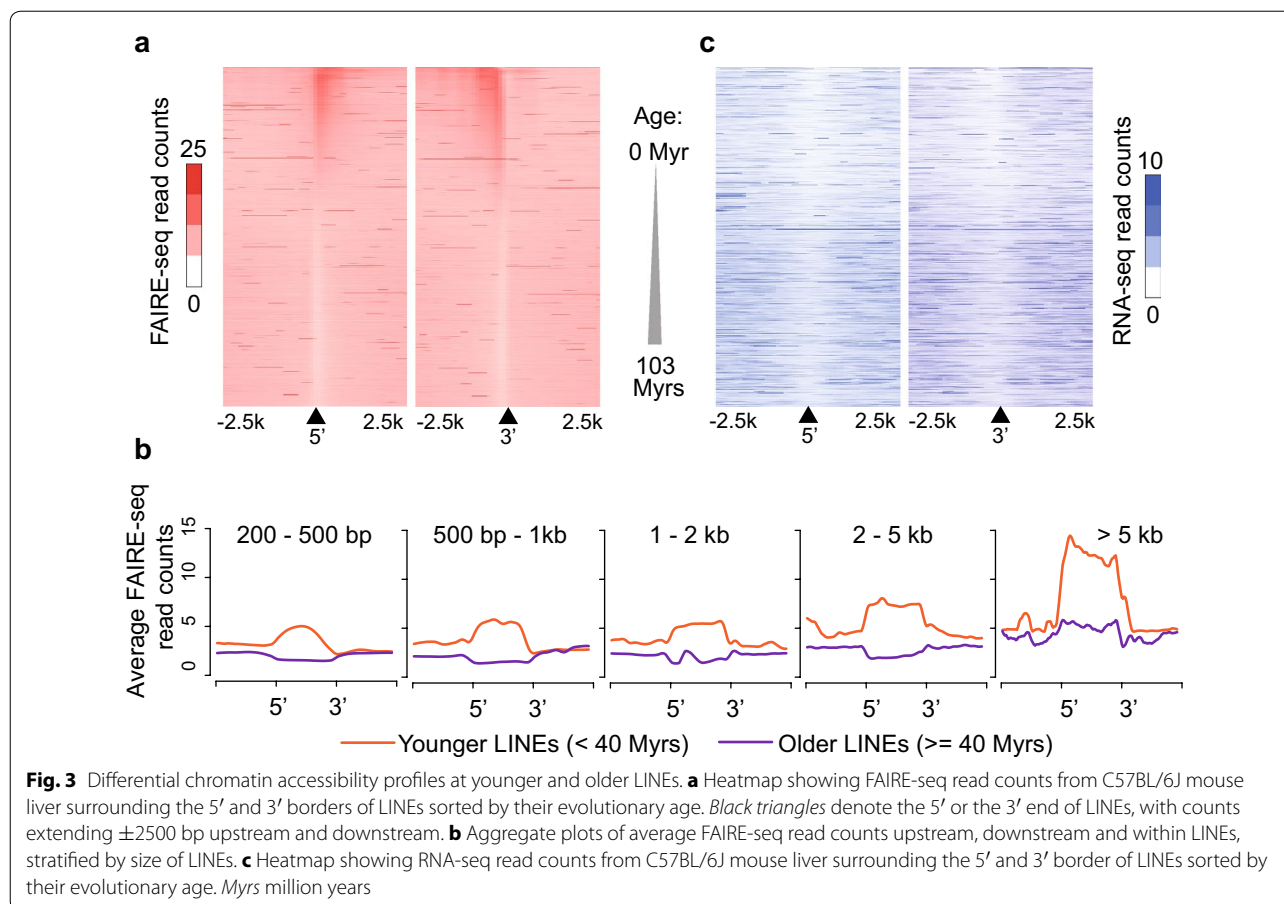 a
c
FAIRE-seq read counts
25
0
Age:
0 Myr
103
Myrs
RNA-seq read counts
10
0
-2.5k 5’ 2.5k -2.5k 3’ 2.5k
-2.5k 5’ 2.5k -2.5k 3’ 2.5k
b
Average FAIRE-seq
read counts
15
10
5
0
200 - 500 bp
500 bp - 1kb
1 - 2 kb
2 - 5 kb
> 5 kb
5’ 3’ 5’ 3’ 5’ 3’ 5’ 3’ 5’ 3’
Younger LINEs (< 40 Myrs) Older LINEs (>= 40 Myrs)
Fig. 3 Differential chromatin accessibility profiles at younger and older LINEs. a Heatmap showing FAIRE-seq read counts from C57BL/6J mouse
liver surrounding the 5′ and 3′ borders of LINEs sorted by their evolutionary age. Black triangles denote the 5′ or the 3′ end of LINEs, with counts
extending ±2500 bp upstream and downstream. b Aggregate plots of average FAIRE-seq read counts upstream, downstream and within LINEs,
stratified by size of LINEs. c Heatmap showing RNA-seq read counts from C57BL/6J mouse liver surrounding the 5′ and 3′ border of LINEs sorted by
their evolutionary age. Myrs million years